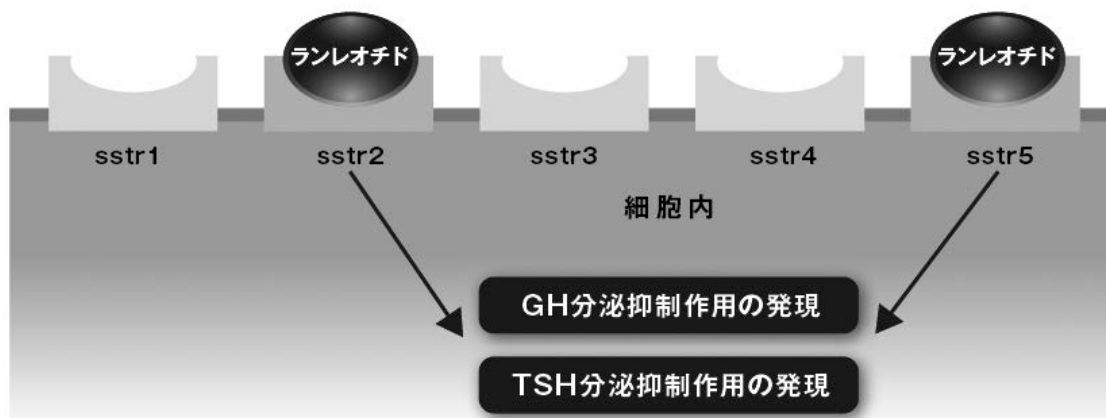 ランレオチド
ランレオチド
sstr1
sstr2
sstr3
sstr4
sstr5
細胞内
GH分泌抑制作用の発現
TSH分泌抑制作用の発現